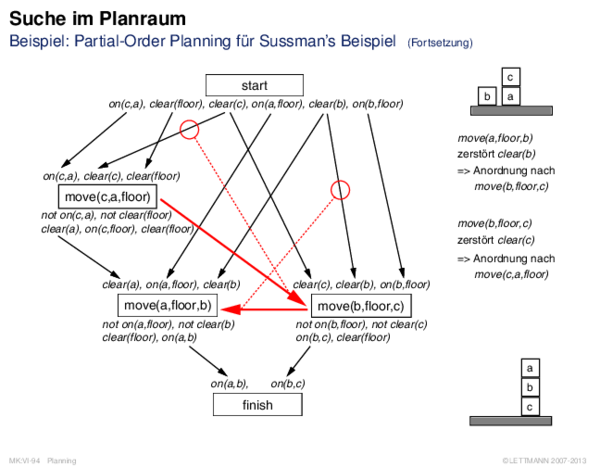 Suche im Planraum
Beispiel: Partial-Order Planning für Sussman's Beispiel (Fortsetzung)
start
on(c,a), clear(floor), clear(c), on(a,floor), clear(b), on(b,floor)
c
b a
move(a,floor,b)
zerstört clear(b)
=> Anordnung nach
move(b,floor,c)
on(c,a), clear(c), clear(floor)
move(c,a,floor)
not on(c,a), not clear(floor)
clear(a), on(c,floor), clear(floor)
move(b,floor,c)
zerstört clear(c)
=> Anordnung nach
move(c,a,floor)
clear(a), on(a,floor), clear(b)
clear(c), clear(b), on(b,floor)
move(a,floor,b)
move(b,floor,c)
not on(a,floor), not clear(b)
clear(floor), on(a,b)
not on(b,floor), not clear(c)
on(b,c), clear(floor)
on(a,b), on(b,c)
finish
a
b
c
MK:VI-94 Planning
©LETTMANN 2007-2013